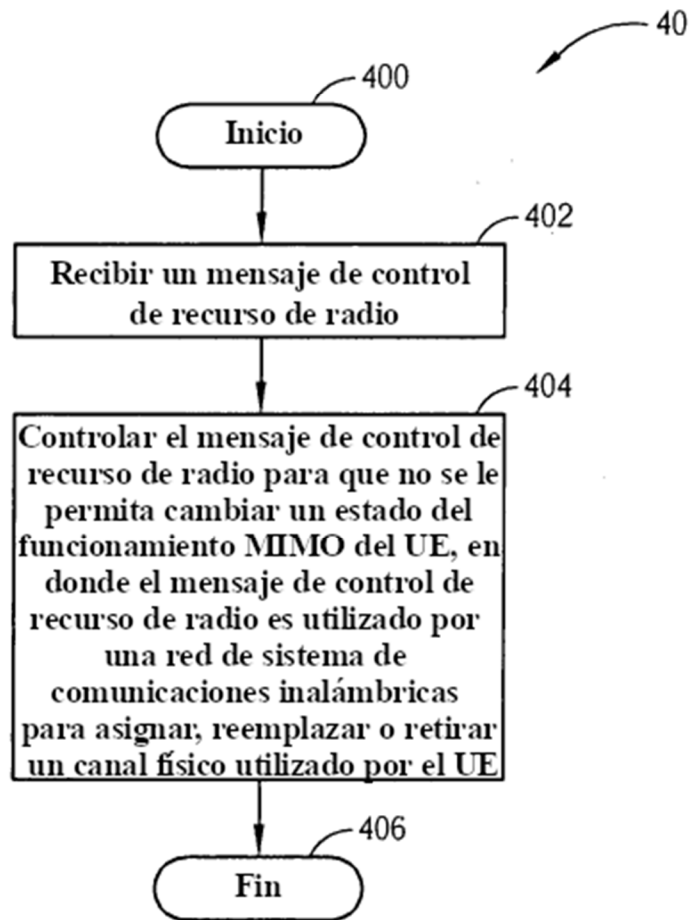 40
400
Inicio
402
Recibir un mensaje de control
de recurso de radio
404
Controlar el mensaje de control de
recurso de radio para que no se le
permita cambiar un estado del
funcionamiento MIMO del UE, en
donde el mensaje de control de
recurso de radio es utilizado por
una red de sistema de
comunicaciones inalámbricas
para asignar, reemplazar o retirar
un canal físico utilizado por el UE
406
Fin